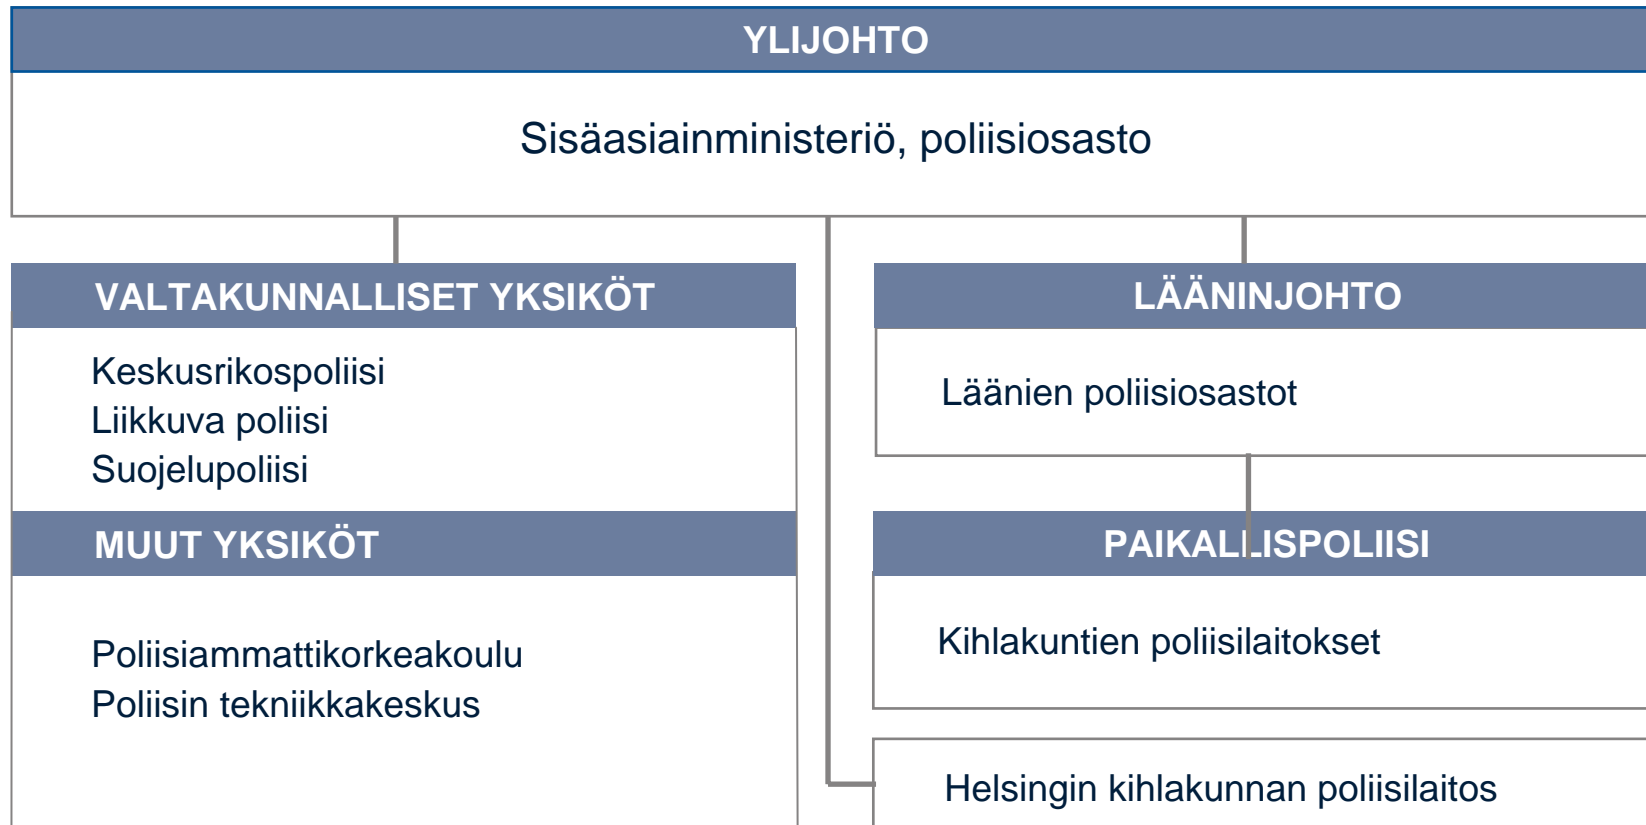 YLIJOHTO
Sisäasiainministeriö, poliisiosasto
VALTAKUNNALLISET YKSIKÖT
Keskusrikospoliisi
Liikkuva poliisi
Suojelupoliisi
MUUT YKSIKÖT
Poliisiammattikorkeakoulu
Poliisin tekniikkakeskus
LÄÄNINJOHTO
Läänien poliisiosastot
PAIKALLISPOLIISI
Kihlakuntien poliisilaitokset
Helsingin kihlakunnan poliisilaitos